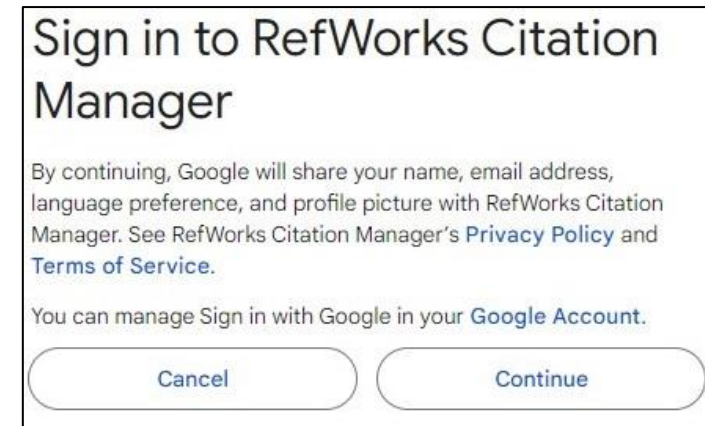 Sign in to RefWorks Citation
Manager
By continuing, Google will share your name, email address,
language preference, and profile picture with RefWorks Citation
Manager. See RefWorks Citation Manager's Privacy Policy and
Terms of Service.
You can manage Sign in with Google in your Google Account.
Cancel
Continue